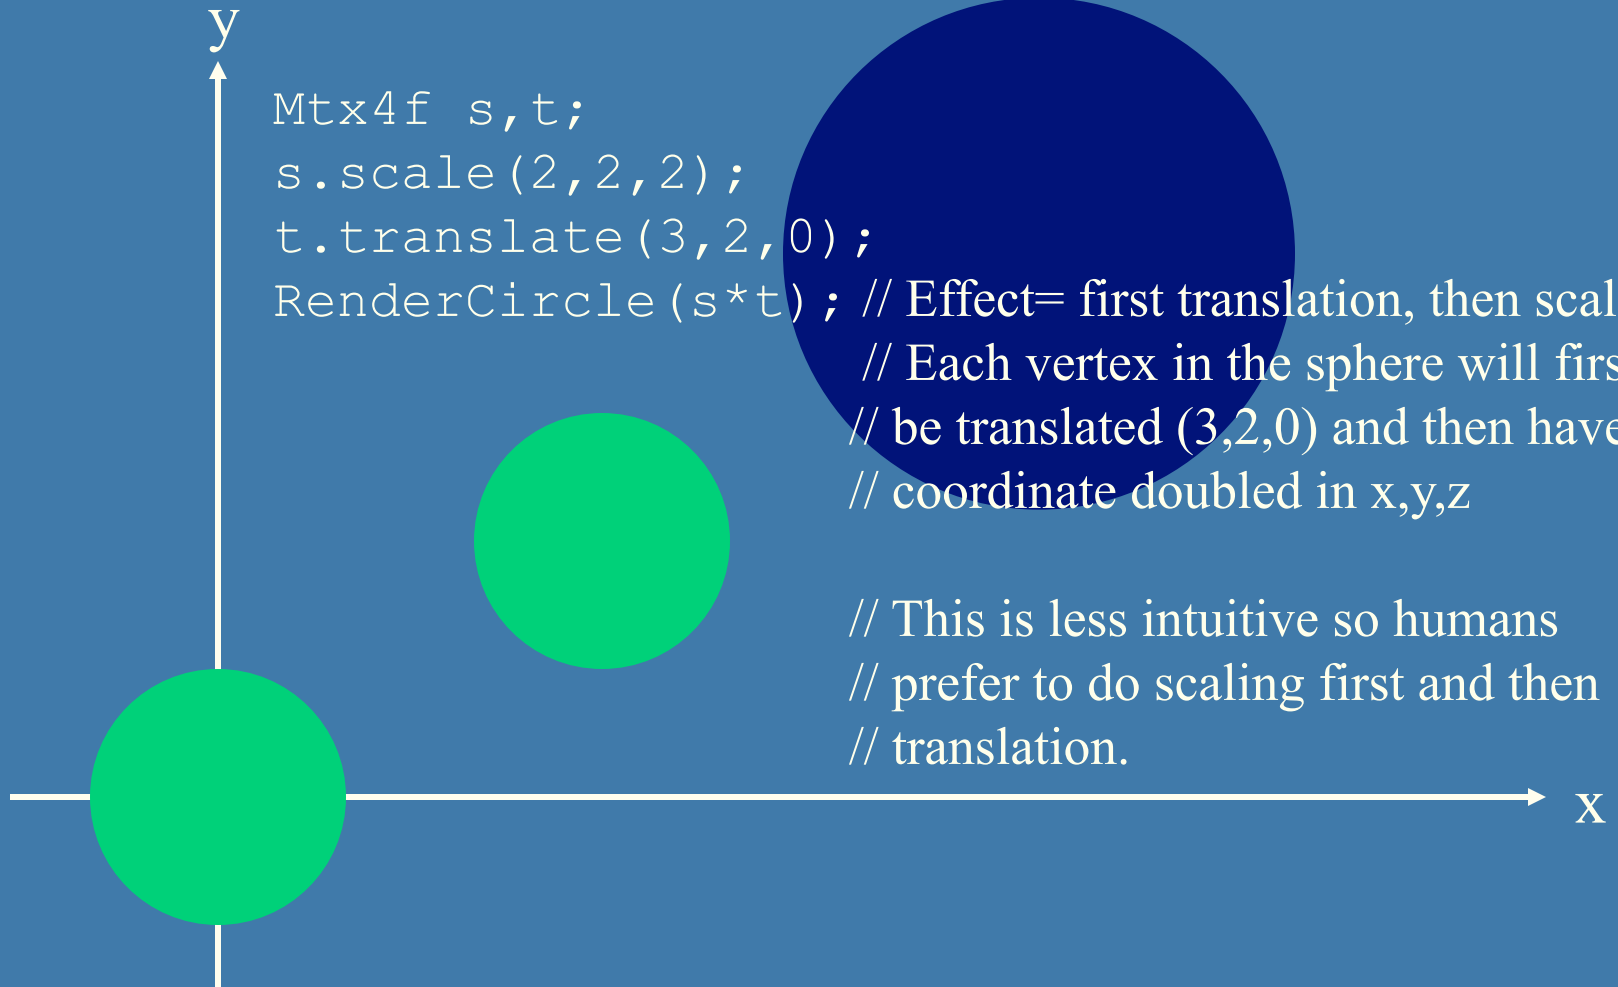 y
Mtx4f s,t;
s.scale(2,2,2);
t.translate(3,2,0);
RenderCircle(s*t); // Effect= first translation, then scal
// Each vertex in the sphere will firs
// be translated (3,2,0) and then have
// coordinate doubled in x,y,z
// This is less intuitive so humans
// prefer to do scaling first and then
// translation.
x